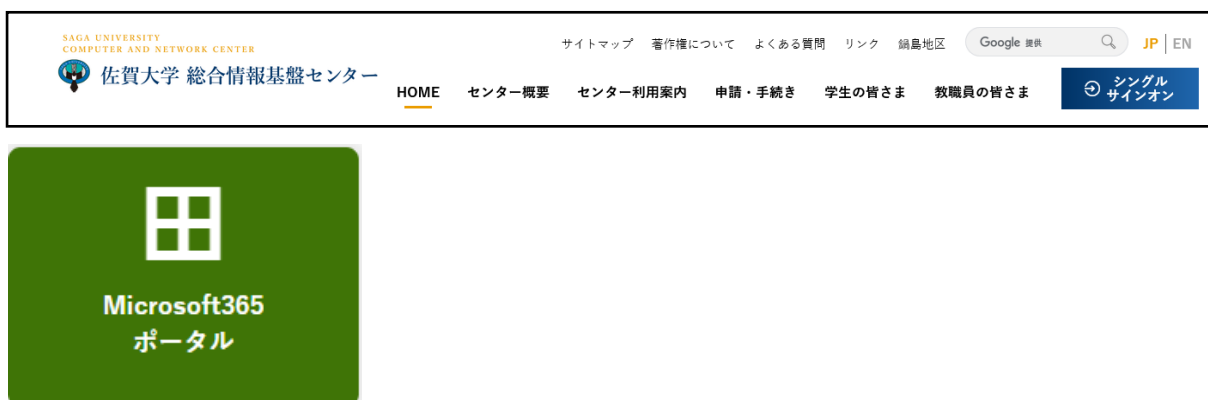 SAGA UNIVERSITY
COMPUTER AND NETWORK CENTER
佐賀大学 総合情報基盤センター
サイトマップ 著作権について よくある質問 リンク 鍋島地区 Google 提供 JP | EN
HOME センター概要 センター利用案内 申請・手続き 学生の皆さま 教職員の皆さま
シングル
サインオン
Microsoft365
ポータル